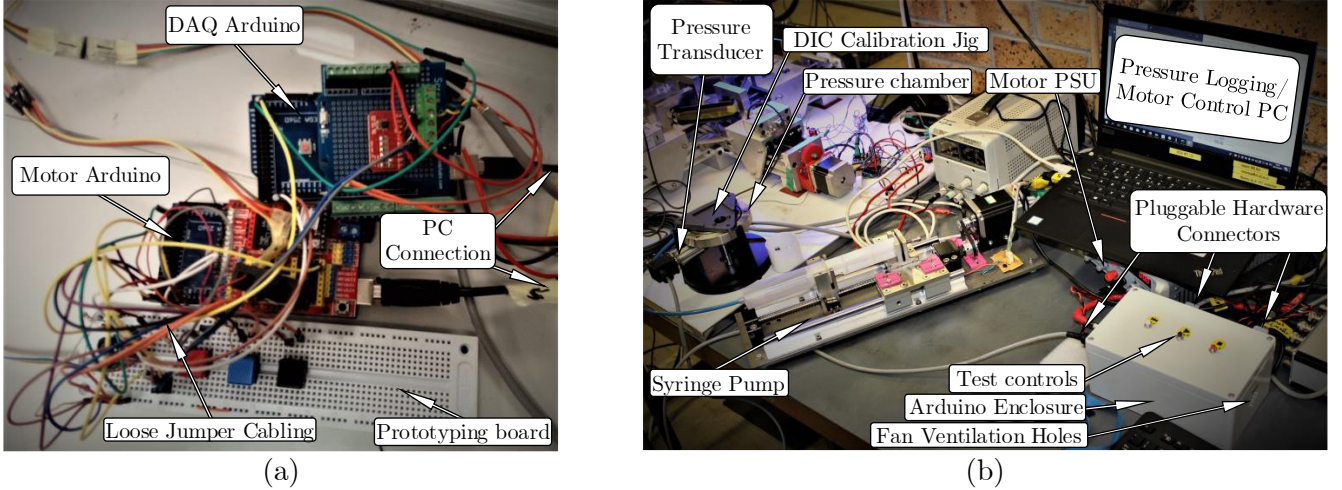 DAQ Arduino
Motor Arduino
PC
Connection
Loose Jumper Cabling
Prototyping board
(a)
Pressure
Transducer
DIC Calibration Jig
Pressure chamber
Motor PSU
Pressure Logging/
Motor Control PC
Pluggable Hardware
Connectors
Syringe Pump
Test controls
Arduino Enclosure
Fan Ventilation Holes
(b)